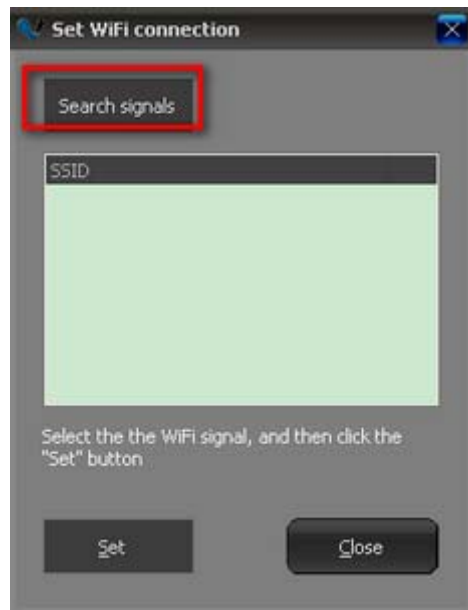 Set WiFi connection
Search signals
SSID
Select the the WiFi signal, and then click the
"Set" button
Set
Close